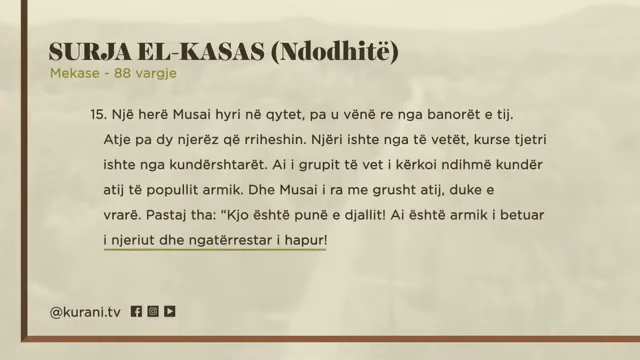 SURJA EL-KASAS (Ndodhitë)
Mekase - 88 vargje
15. Një herë Musai hyri në qytet, pa u vënë re nga banorët e tij.
Atje pa dy njerëz që rriheshin. Njëri ishte nga të vetët, kurse tjetri
ishte nga kundërshtarët. Ai i grupit të vet i kërkoi ndihmë kundër
atij të popullit armik. Dhe Musai i ra me grusht atij, duke e
vrarë. Pastaj tha: “Kjo është punë e djallit! Ai është armik i betuar
i njeriut dhe ngatërrestar i hapur!
@kurani.tv